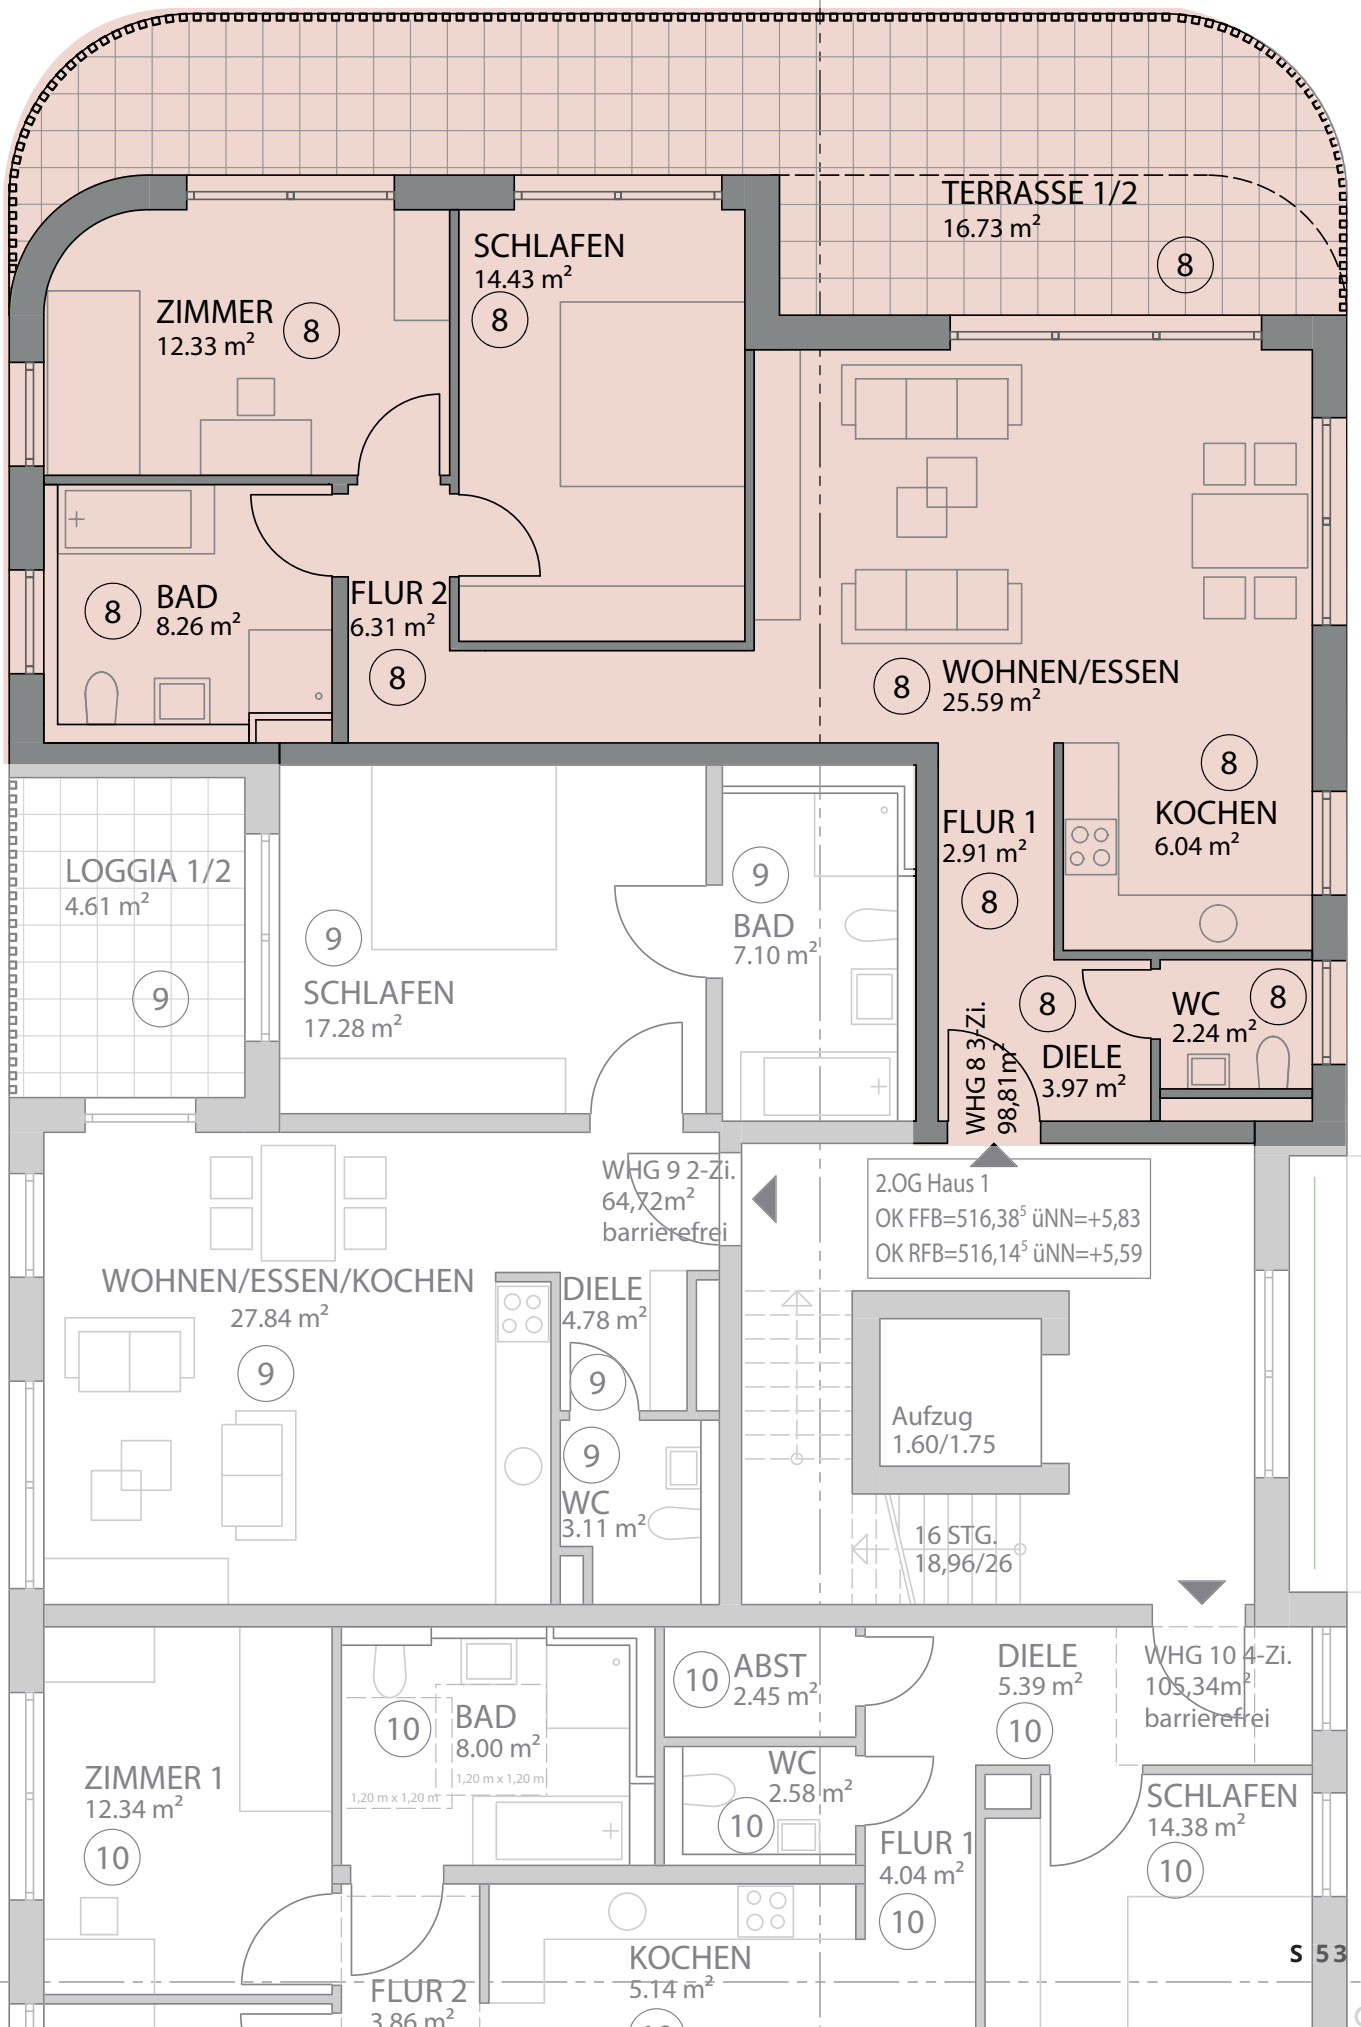 TERRASSE 1/2
16.73 m²
8
SCHLAFEN
14.43 m²
8
ZIMMER
12.33 m²
8
8
BAD
8.26 m²
FLUR 2
6.31 m²
8
8
WOHNEN/ESSEN
25.59 m²
8
KOCHEN
6.04 m²
FLUR 1
2.91 m²
8
8
DIELE
3.97 m²
WC
2.24 m²
8
WHG 8 3-Zi.
98,81m²
LOGGIA 1/2
4.61 m²
9
9
SCHLAFEN
17.28 m²
9
BAD
7.10 m²
WHG 9 2-Zi.
64,72m²
barrierefrei
2.OG Haus 1
OK FFB=516,38⁵ üNN=+5,83
OK RFB=516,14⁵ üNN=+5,59
WOHNEN/ESSEN/KOCHEN
27.84 m²
9
DIELE
4.78 m²
9
9
WC
3.11 m²
Aufzug
1.60/1.75
16 STG.
18,96/26
10
ABST
2.45 m²
DIELE
5.39 m²
10
WHG 10 4-Zi.
105,34m²
barrierefrei
10
BAD
8.00 m²
1,20 m x 1,20 m
1,20 m x 1,20 m
ZIMMER 1
12.34 m²
10
WC
2.58 m²
10
SCHLAFEN
14.38 m²
10
FLUR 1
4.04 m²
10
KOCHEN
5.14 m²
FLUR 2
3.86 m²
S 53